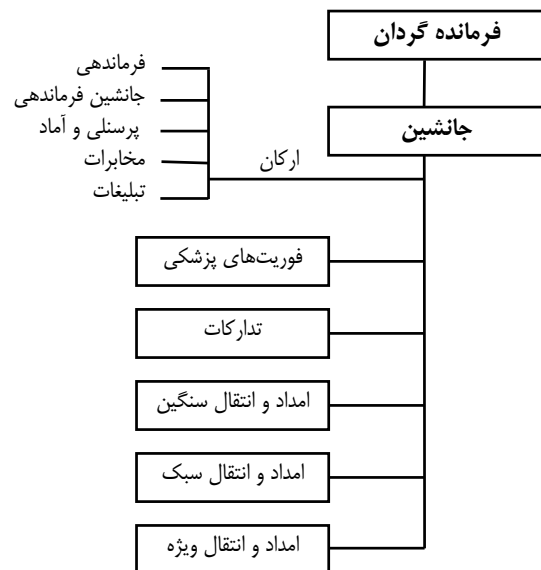 فرمانده گردان
جانشین
ارکان
فرماندهی
جانشین فرماندهی
پرسنلی و آماد
مخابرات
تبلیغات
فوریت‌های پزشکی
تدارکات
امداد و انتقال سنگین
امداد و انتقال سبک
امداد و انتقال ویژه